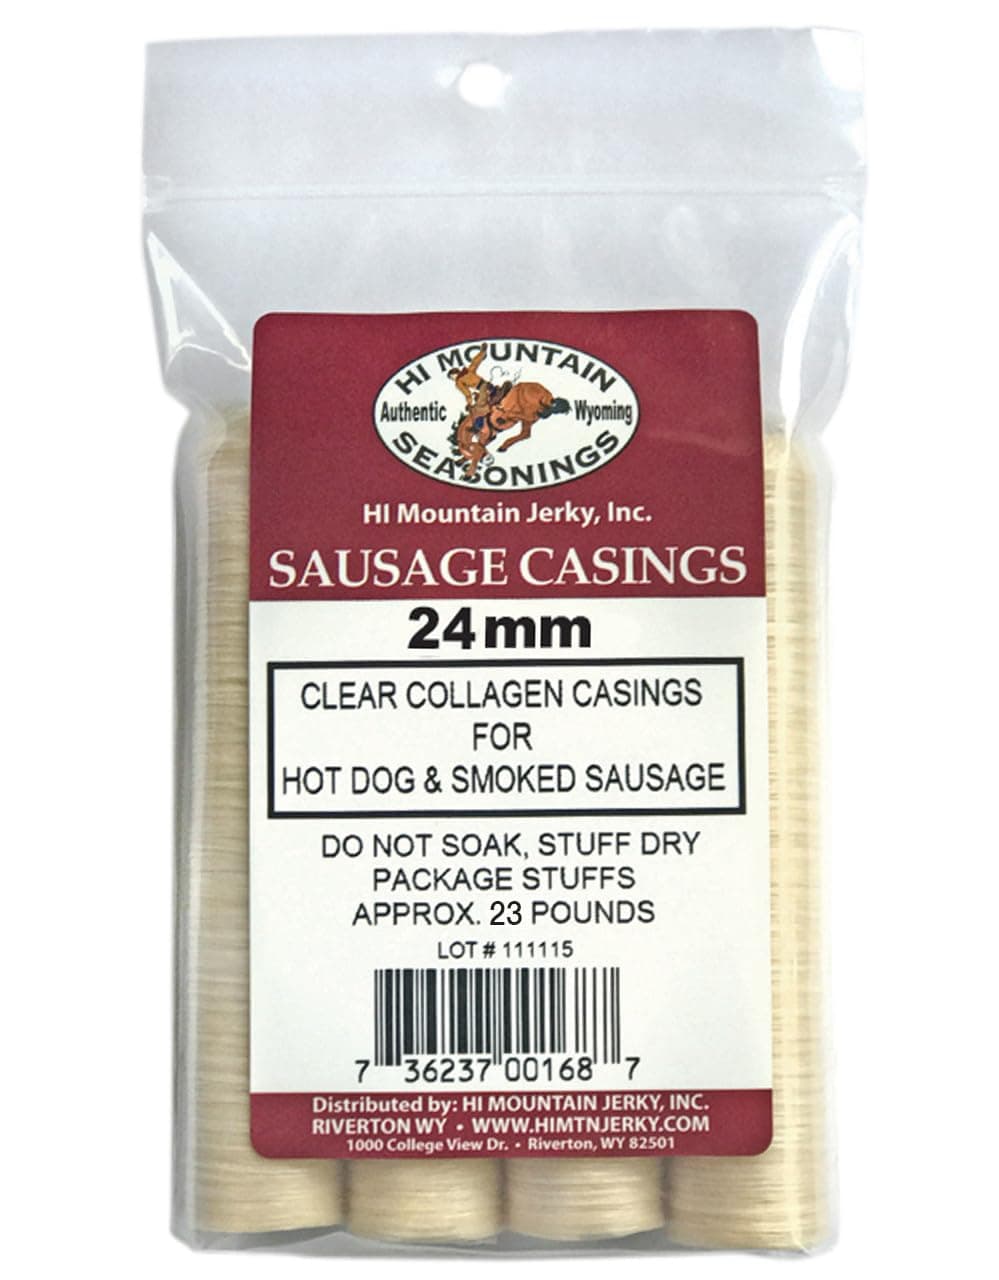 HI MOUNTAIN
Authentic Wyoming
SEASONINGS
HI Mountain Jerky, Inc.
SAUSAGE CASINGS
24mm
CLEAR COLLAGEN CASINGS
FOR
HOT DOG & SMOKED SAUSAGE
DO NOT SOAK, STUFF DRY
PACKAGE STUFFS
APPROX. 23 POUNDS
LOT # 111115
7 36237 00168 7
Distributed by: HI MOUNTAIN JERKY, INC.
RIVERTON WY • WWW.HIMTNJERKY.COM
1000 College View Dr. • Riverton, WY 82501